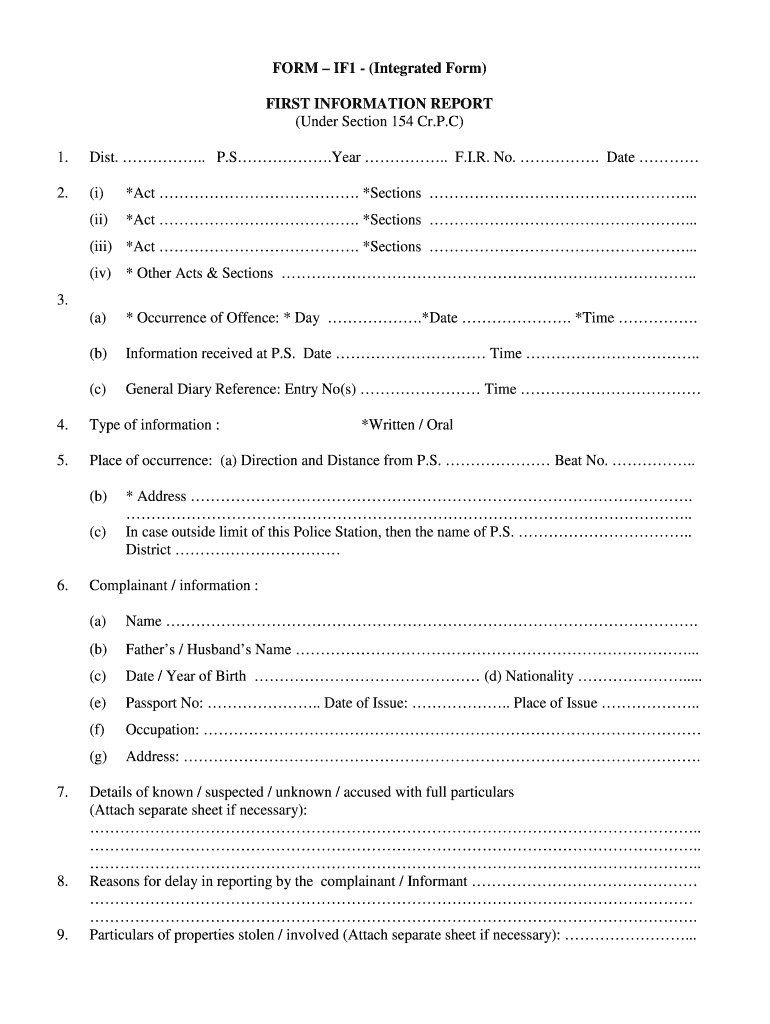 FORM – IF1 - (Integrated Form)
FIRST INFORMATION REPORT
(Under Section 154 Cr.P.C)
1. Dist. …………….. P.S……………….Year …………….. F.I.R. No. ……………. Date …………
2. (i) *Act …………………………………. *Sections ……………………………………………...
(ii) *Act …………………………………. *Sections ……………………………………………...
(iii) *Act …………………………………. *Sections ……………………………………………...
(iv) * Other Acts & Sections ………………………………………………………………………..
3.
(a) * Occurrence of Offence: * Day ……………….*Date …………………. *Time …………….
(b) Information received at P.S. Date ………………………… Time ……………………………..
(c) General Diary Reference: Entry No(s) …………………… Time ………………………………
4. Type of information : *Written / Oral
5. Place of occurrence: (a) Direction and Distance from P.S. ………………… Beat No. ……………..
(b) * Address ……………………………………………………………………………………….
…………………………………………………………………………………………………..
(c) In case outside limit of this Police Station, then the name of P.S. ……………………………..
District ……………………………
6. Complainant / information :
(a) Name …………………………………………………………………………………………….
(b) Father’s / Husband’s Name ……………………………………………………………………...
(c) Date / Year of Birth ……………………………………… (d) Nationality ………………….....
(e) Passport No: ………………….. Date of Issue: ……………….. Place of Issue ………………..
(f) Occupation: ………………………………………………………………………………………
(g) Address: ………………………………………………………………………………………….
7. Details of known / suspected / unknown / accused with full particulars
(Attach separate sheet if necessary):
…………………………………………………………………………………………………………..
…………………………………………………………………………………………………………..
…………………………………………………………………………………………………………..
8. Reasons for delay in reporting by the complainant / Informant ………………………………………
…………………………………………………………………………………………………………
………………………………………………………………………………………………………….
9. Particulars of properties stolen / involved (Attach separate sheet if necessary): ……………………...